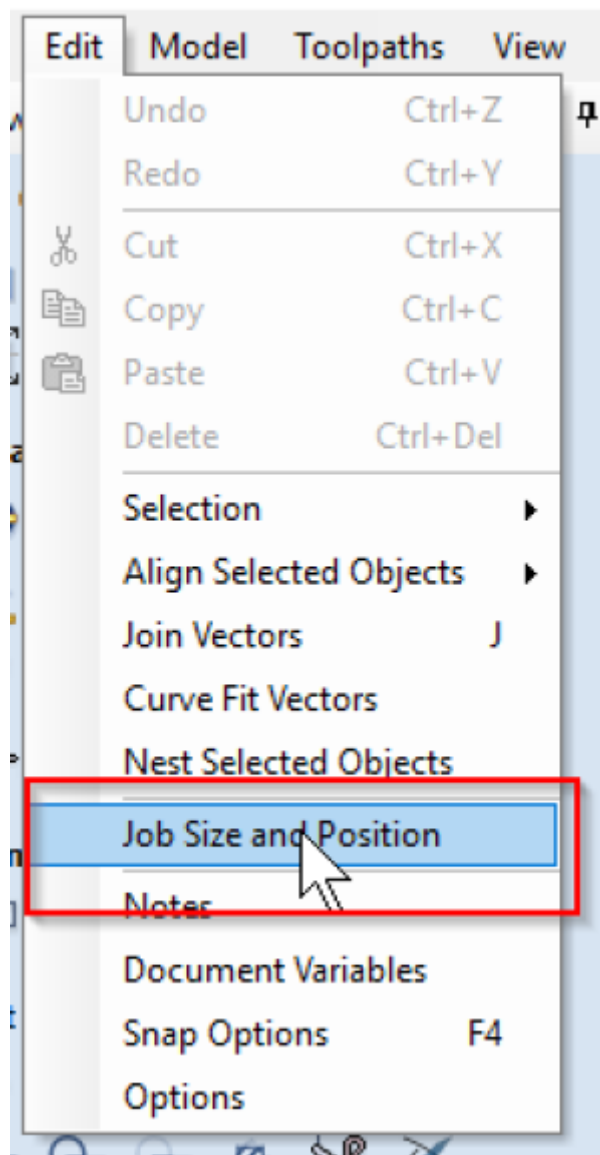 Edit Model Toolpaths View
Undo Ctrl+Z
Redo Ctrl+Y
Cut Ctrl+X
Copy Ctrl+C
Paste Ctrl+V
Delete Ctrl+Del
Selection
Align Selected Objects
Join Vectors J
Curve Fit Vectors
Nest Selected Objects
Job Size and Position
Notes
Document Variables
Snap Options F4
Options